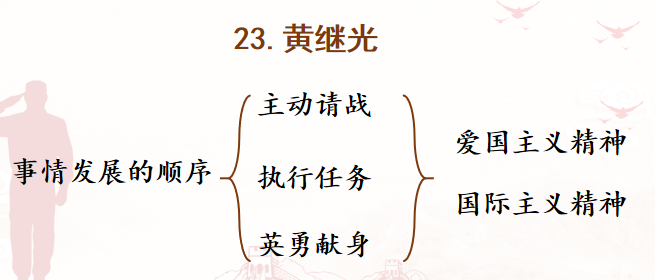 23.黄继光
主动请战
爱国主义精神
事情发展的顺序
执行任务
国际主义精神
英勇献身